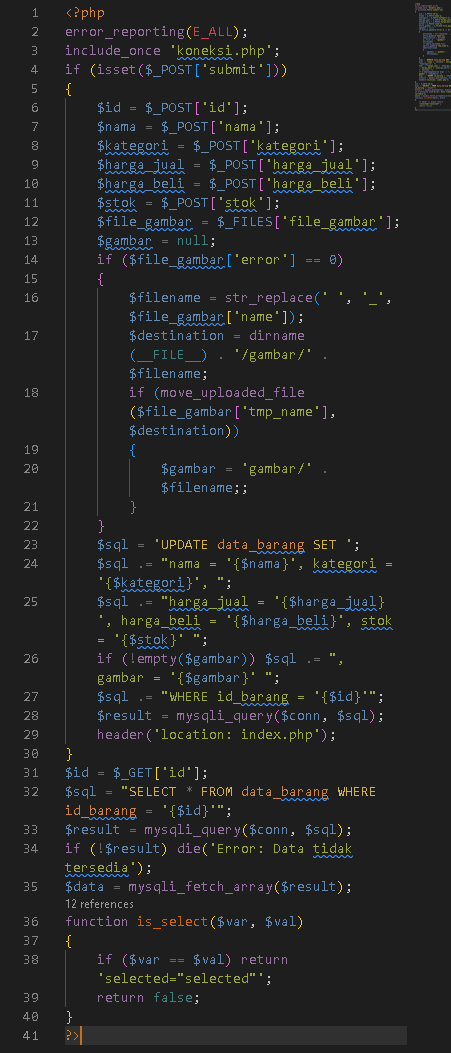 1 <?php
2 error_reporting(E_ALL);
3 include_once 'koneksi.php';
4 if (isset($_POST['submit']))
5 {
6 $id = $_POST['id'];
7 $nama = $_POST['nama'];
8 $kategori = $_POST['kategori'];
9 $harga_jual = $_POST['harga_jual'];
10 $harga_beli = $_POST['harga_beli'];
11 $stok = $_POST['stok'];
12 $file_gambar = $_FILES['file_gambar'];
13 $gambar = null;
14 if ($file_gambar['error'] == 0)
15 {
16 $filename = str_replace(' ', '_',
$file_gambar['name']);
17 $destination = dirname
(__FILE__) . '/gambar/' .
$filename;
18 if (move_uploaded_file
($file_gambar['tmp_name'],
$destination))
19 {
20 $gambar = 'gambar/' .
$filename;;
21 }
22 }
23 $sql = 'UPDATE data_barang SET ';
24 $sql .= "nama = '{$nama}', kategori =
'{$kategori}', ";
25 $sql .= "harga_jual = '{$harga_jual}
', harga_beli = '{$harga_beli}', stok
= '{$stok}' ";
26 if (!empty($gambar)) $sql .= ",
gambar = '{$gambar}' ";
27 $sql .= "WHERE id_barang = '{$id}'";
28 $result = mysqli_query($conn, $sql);
29 header('location: index.php');
30 }
31 $id = $_GET['id'];
32 $sql = "SELECT * FROM data_barang WHERE
id_barang = '{$id}'";
33 $result = mysqli_query($conn, $sql);
34 if (!$result) die('Error: Data tidak
tersedia');
35 $data = mysqli_fetch_array($result);
12 references
36 function is_select($var, $val)
37 {
38 if ($var == $val) return
'selected="selected"';
39 return false;
40 }
41 ?>